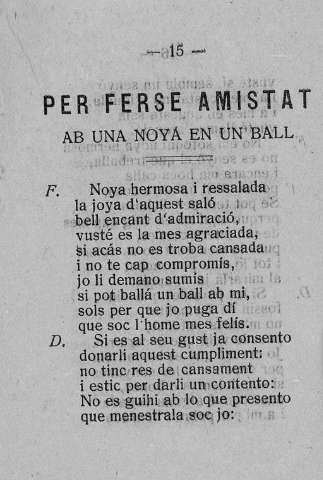 — 15 —
PER FERSE AMISTAT
AB UNA NOYA EN UN BALL
F. Noya hermosa i ressalada
la joya d'aquest saló
bell encant d'admiració,
vusté es la mes agraciada,
si acás no es troba cansada
i no te cap compromís,
jo li demano sumis
si pot ballá un ball ab mi,
sols per que jo puga dí
que soc l'home mes felís.
D. Si es al seu gust ja consento
donarli aquest cumpliment:
no tinc res de cansament
i estic per darli un contento:
No es guihi ab lo que presento
que menestrala soc jo: